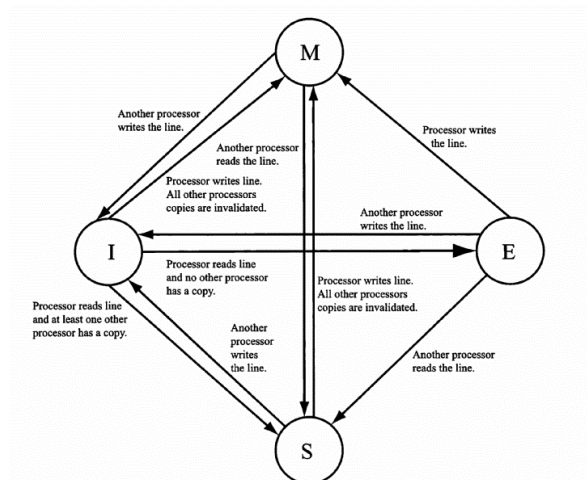 M
Another processor
writes the line.
Processor writes
the line.
Another processor
reads the line.
Processor writes line.
All other processors
copies are invalidated.
Another processor
writes the line.
I
E
Processor reads line
and no other processor
has a copy.
Processor writes line.
All other processors
copies are invalidated.
Processor reads line
and at least one other
processor has a copy.
Another
processor
writes
the line.
Another processor
reads the line.
S